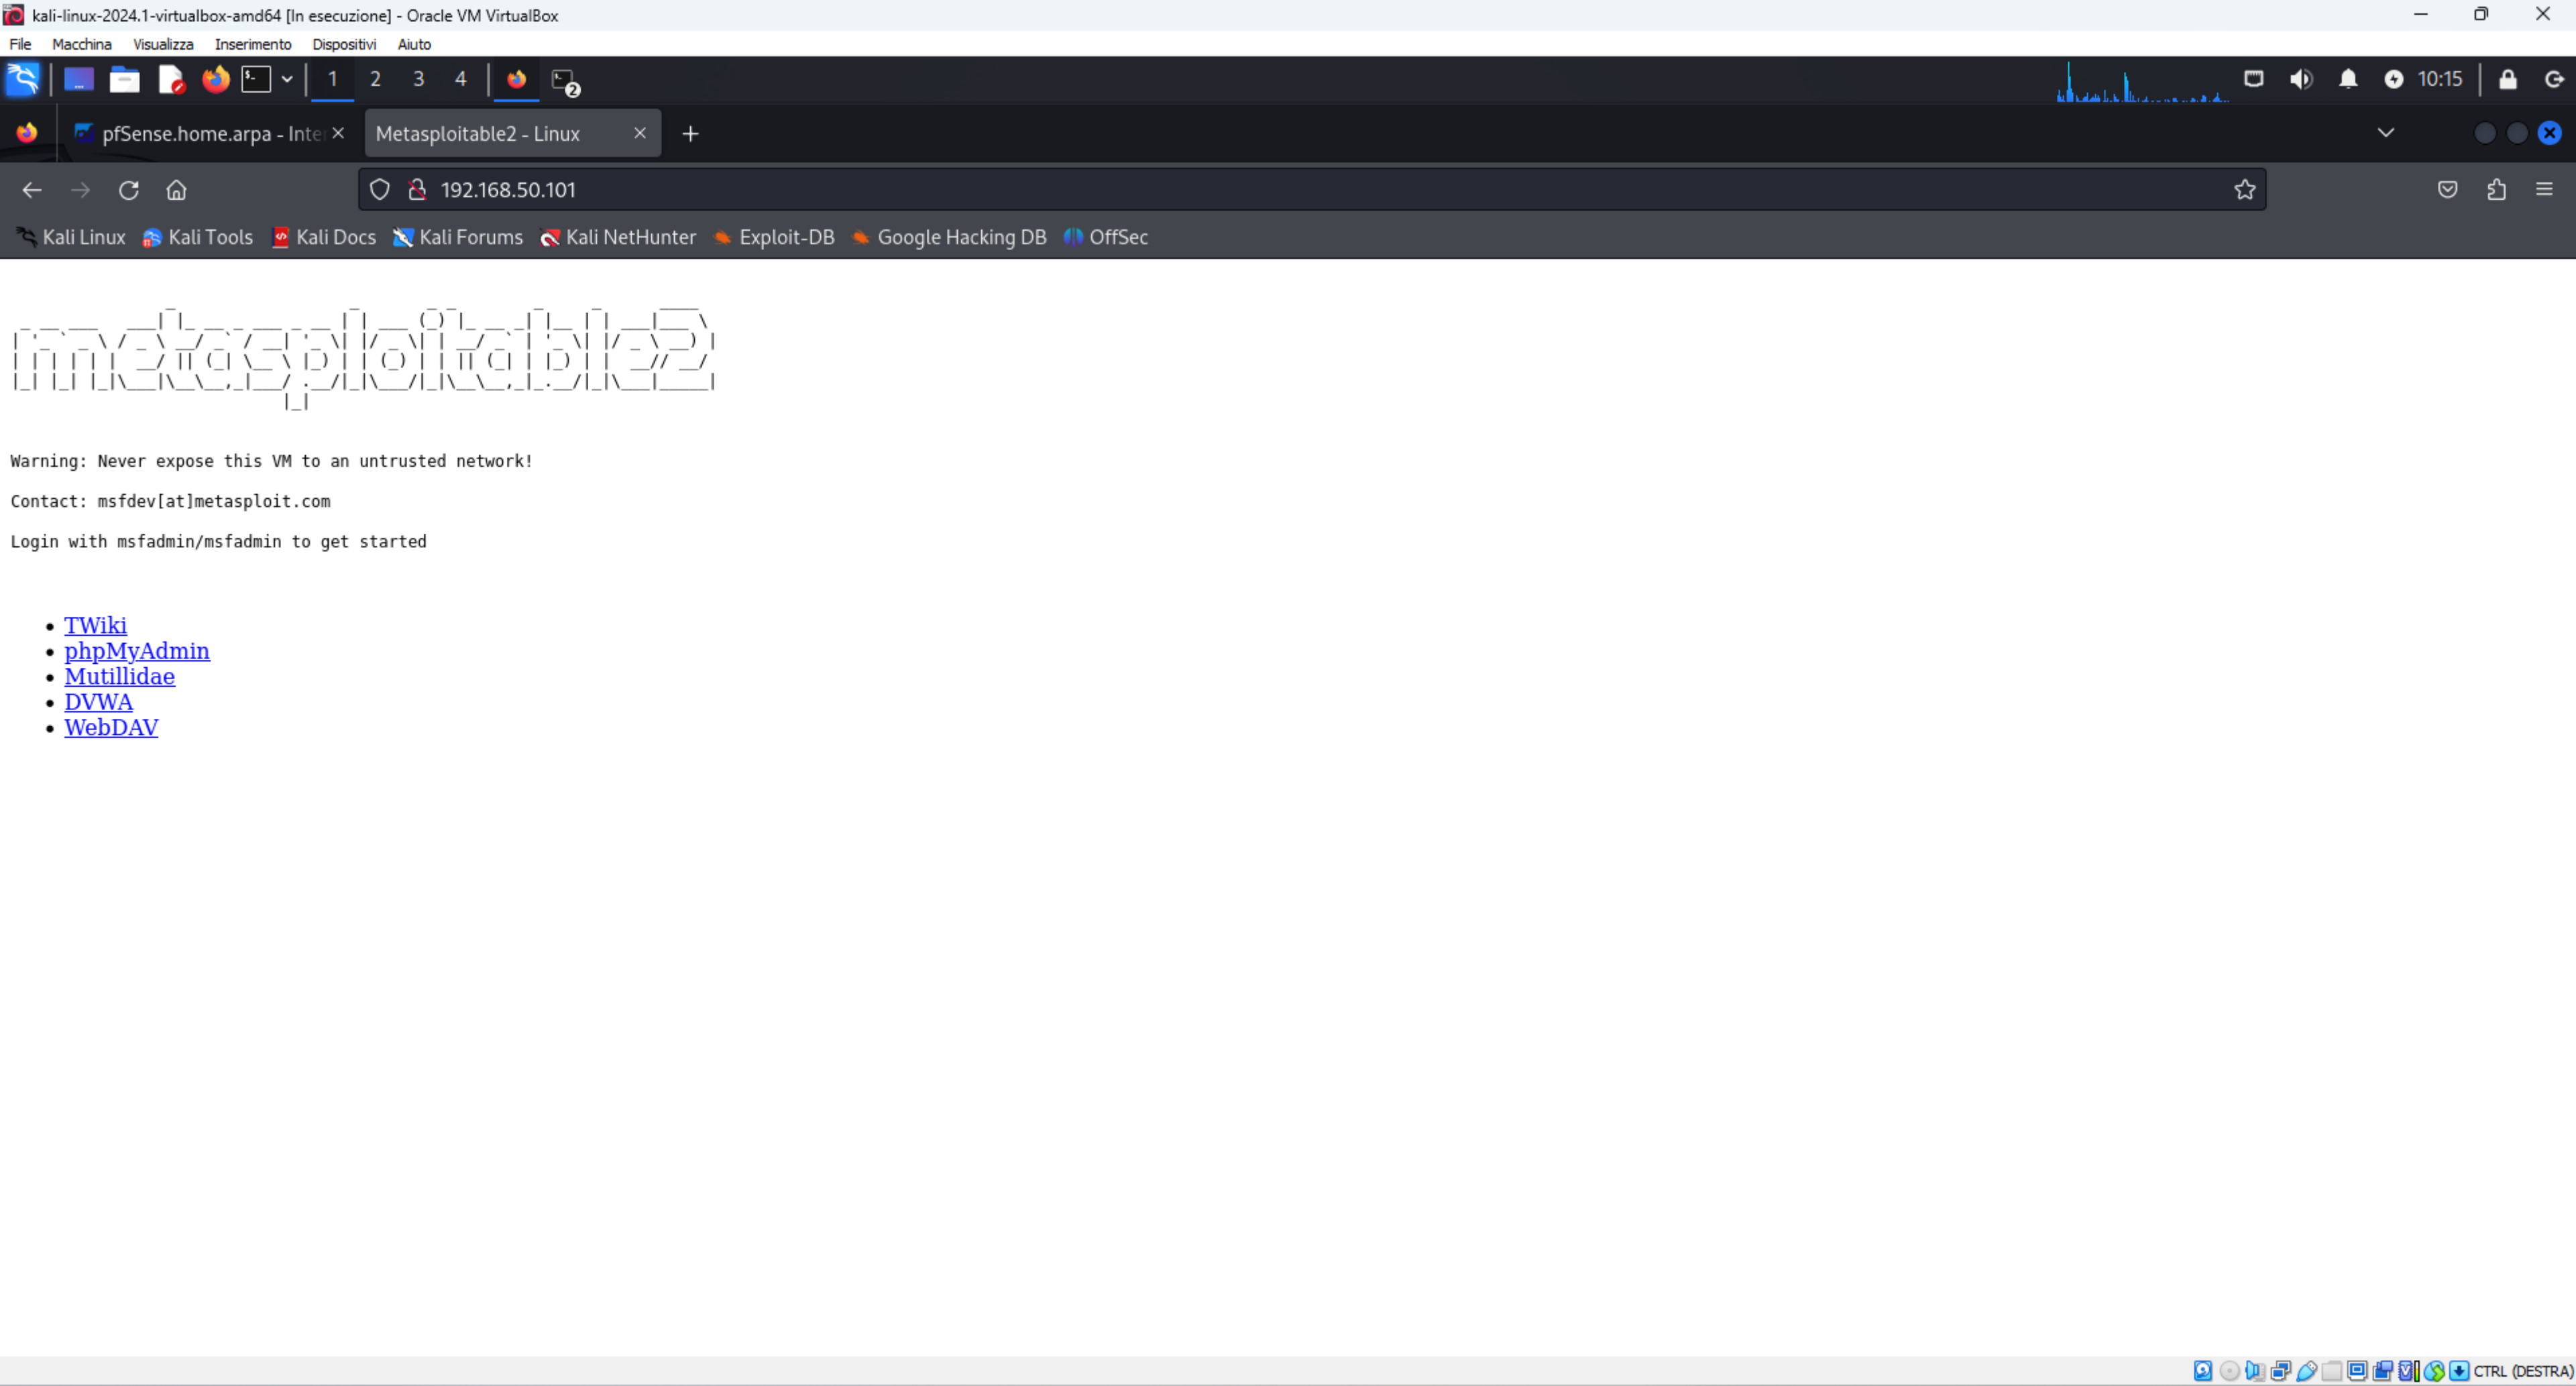 kali-linux-2024.1-virtualbox-amd64 [In esecuzione] - Oracle VM VirtualBox
File Macchina Visualizza Inserimento Dispositivi Aiuto
1 2 3 4 2 10:15
pfSense.home.arpa - Inte Metasploitable2 - Linux
192.168.50.101
Kali Linux Kali Tools Kali Docs Kali Forums Kali NetHunter Exploit-DB Google Hacking DB OffSec
metasploitable2
Warning: Never expose this VM to an untrusted network!
Contact: msfdev[at]metasploit.com
Login with msfadmin/msfadmin to get started
• TWiki
• phpMyAdmin
• Mutillidae
• DVWA
• WebDAV
CTRL (DESTRA)